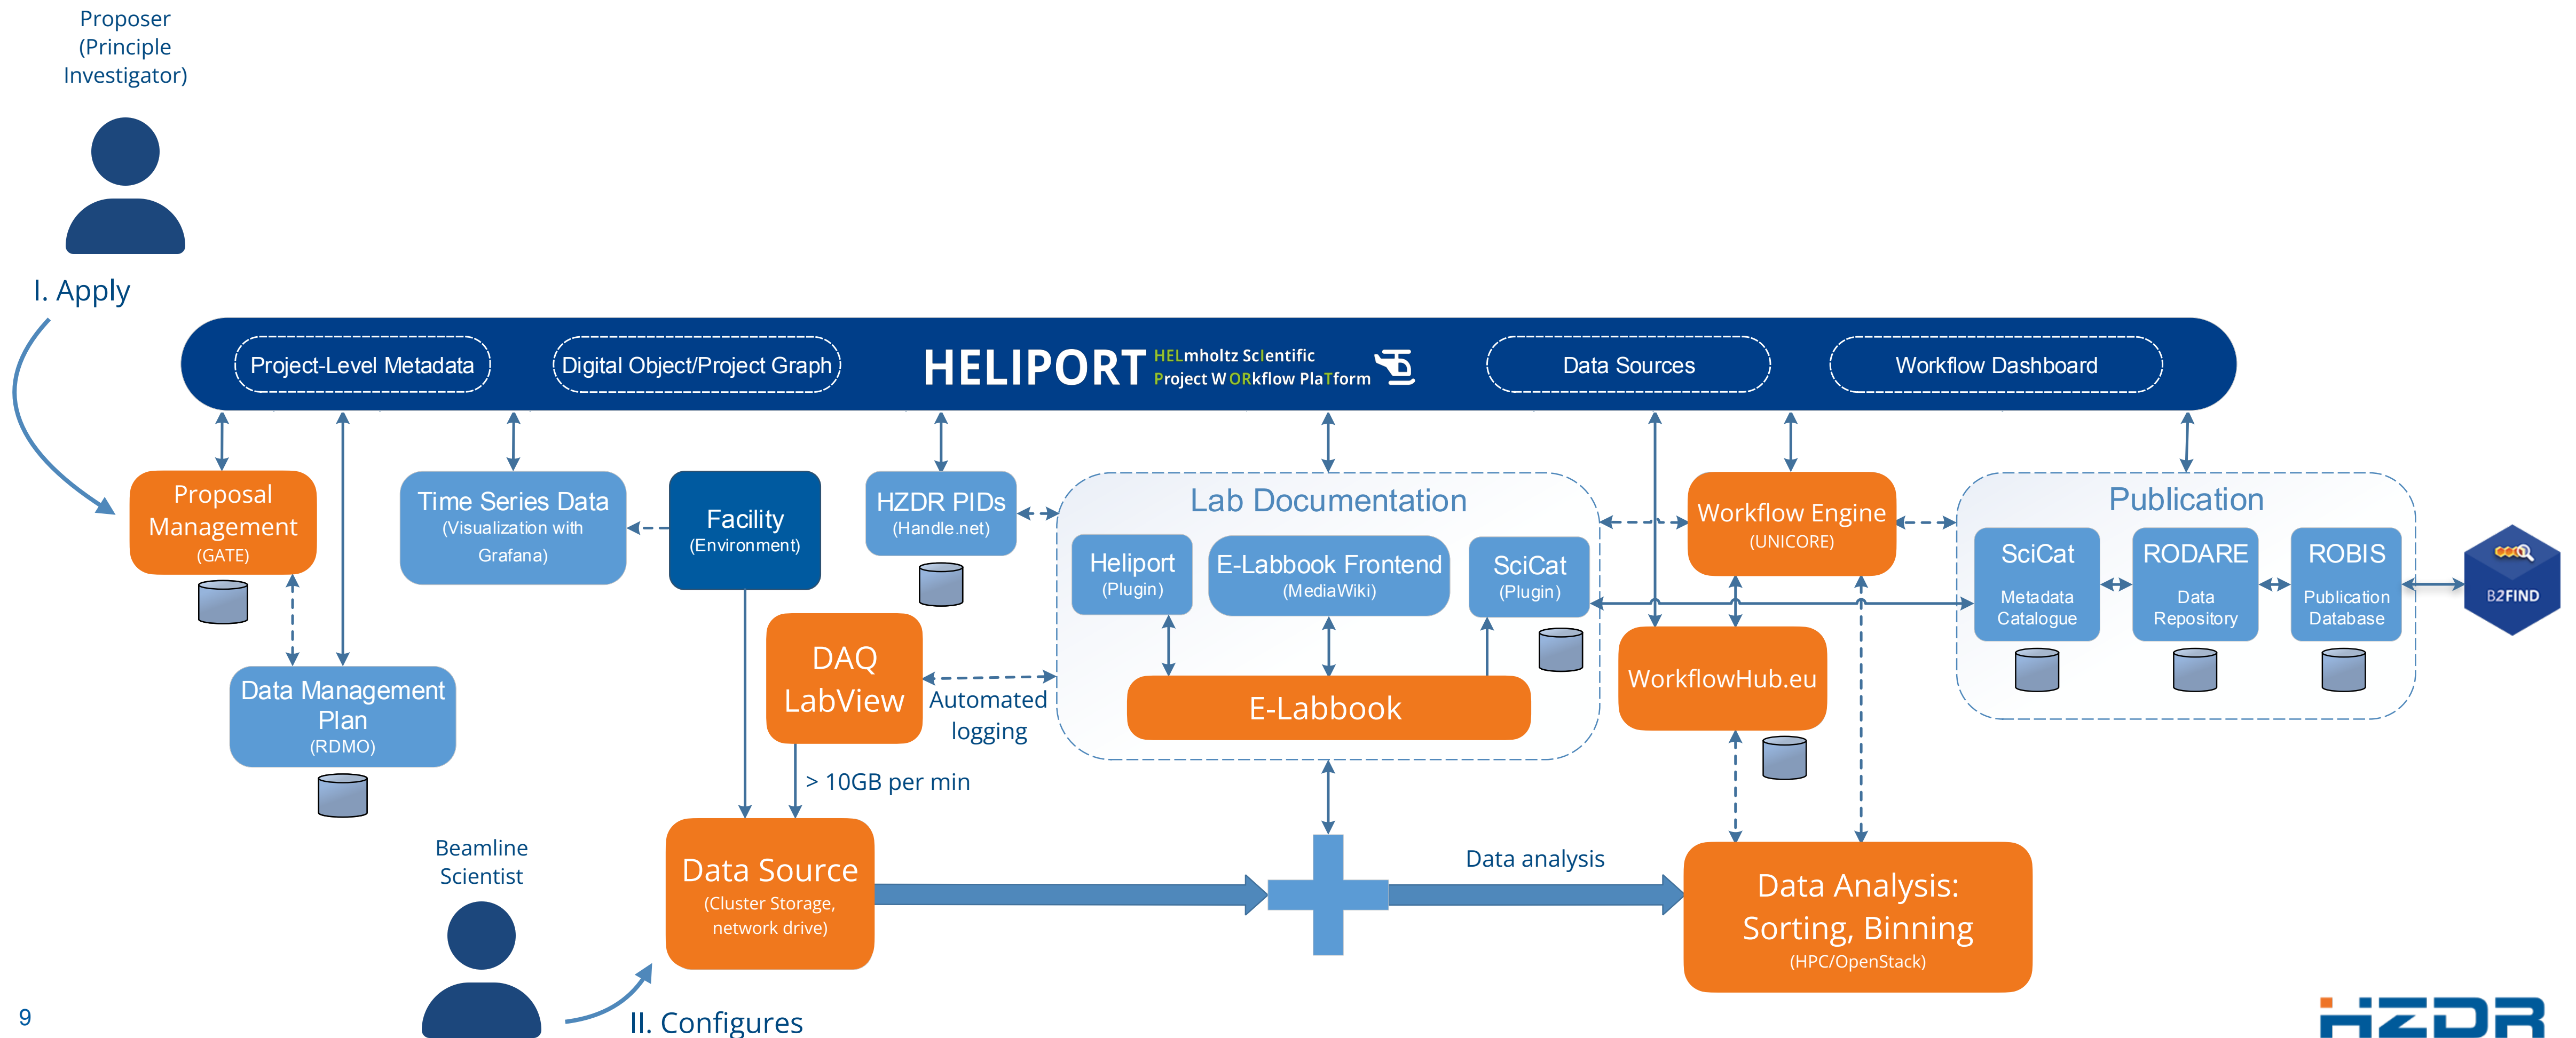 Proposer
(Principle
Investigator)
I. Apply
Project-Level Metadata
Digital Object/Project Graph
HELIPORT
HELmholtz ScIentific
Project WORkflow PlaTform
Data Sources
Workflow Dashboard
Proposal
Management
(GATE)
Time Series Data
(Visualization with
Grafana)
Facility
(Environment)
HZDR PIDs
(Handle.net)
Lab Documentation
Heliport
(Plugin)
E-Labbook Frontend
(MediaWiki)
SciCat
(Plugin)
E-Labbook
Workflow Engine
(UNICORE)
WorkflowHub.eu
Publication
SciCat
Metadata
Catalogue
RODARE
Data
Repository
ROBIS
Publication
Database
B2FIND
Data Management
Plan
(RDMO)
DAQ
LabView
Automated
logging
> 10GB per min
Beamline
Scientist
II. Configures
Data Source
(Cluster Storage,
network drive)
Data analysis
Data Analysis:
Sorting, Binning
(HPC/OpenStack)
9
HZDR